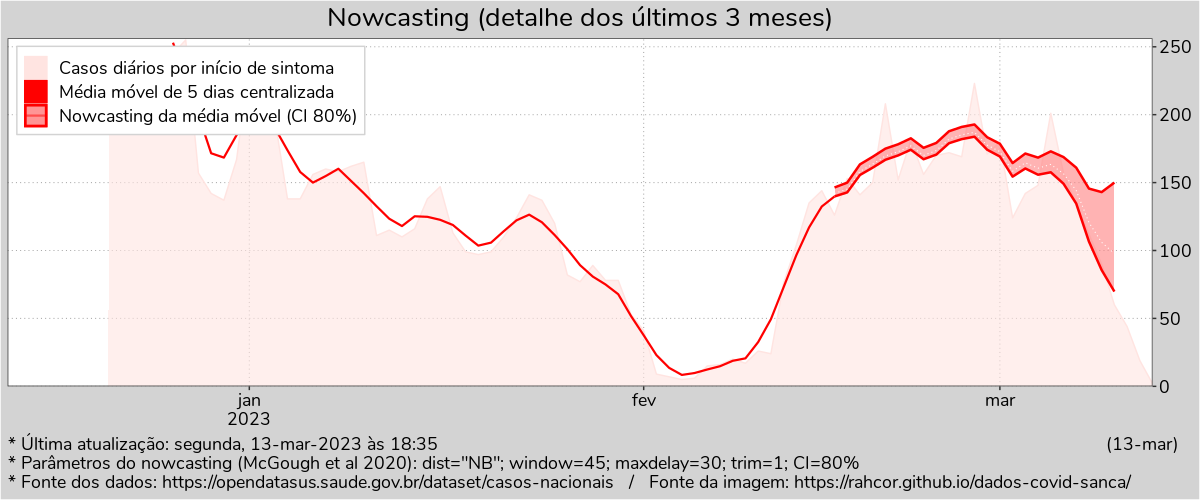 Nowcasting (detalhe dos últimos 3 meses)
Casos diários por início de sintoma
Média móvel de 5 dias centralizada
Nowcasting da média móvel (CI 80%)
250
200
150
100
50
0
jan
2023
fev
mar
* Última atualização: segunda, 13-mar-2023 às 18:35
(13-mar)
* Parâmetros do nowcasting (McGough et al 2020): dist="NB"; window=45; maxdelay=30; trim=1; CI=80%
* Fonte dos dados: https://opendatasus.saude.gov.br/dataset/casos-nacionais / Fonte da imagem: https://rahcor.github.io/dados-covid-sanca/